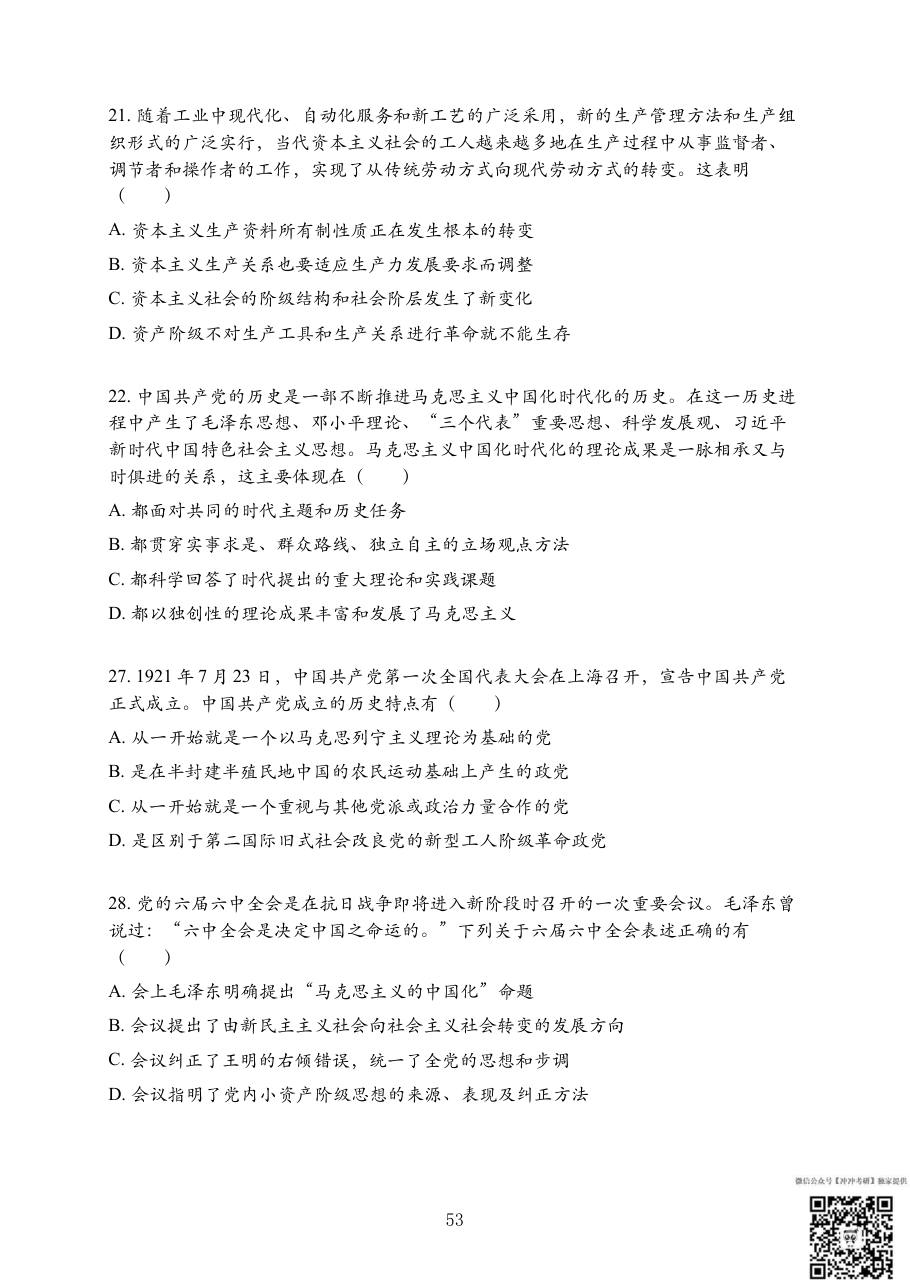 21. 随着工业中现代化、自动化服务和新工艺的广泛采用，新的生产管理方法和生产组
织形式的广泛实行，当代资本主义社会的工人越来越多地在生产过程中从事监督者、
调节者和操作者的工作，实现了从传统劳动方式向现代劳动方式的转变。这表明
（　　）
A. 资本主义生产资料所有制性质正在发生根本的转变
B. 资本主义生产关系也要适应生产力发展要求而调整
C. 资本主义社会的阶级结构和社会阶层发生了新变化
D. 资产阶级不对生产工具和生产关系进行革命就不能生存
22. 中国共产党的历史是一部不断推进马克思主义中国化时代化的历史。在这一历史进
程中产生了毛泽东思想、邓小平理论、“三个代表”重要思想、科学发展观、习近平
新时代中国特色社会主义思想。马克思主义中国化时代化的理论成果是一脉相承又与
时俱进的关系，这主要体现在（　　）
A. 都面对共同的时代主题和历史任务
B. 都贯穿实事求是、群众路线、独立自主的立场观点方法
C. 都科学回答了时代提出的重大理论和实践课题
D. 都以独创性的理论成果丰富和发展了马克思主义
27. 1921 年 7 月 23 日，中国共产党第一次全国代表大会在上海召开，宣告中国共产党
正式成立。中国共产党成立的历史特点有（　　）
A. 从一开始就是一个以马克思列宁主义理论为基础的党
B. 是在半封建半殖民地中国的农民运动基础上产生的政党
C. 从一开始就是一个重视与其他党派或政治力量合作的党
D. 是区别于第二国际旧式社会改良党的新型工人阶级革命政党
28. 党的六届六中全会是在抗日战争即将进入新阶段时召开的一次重要会议。毛泽东曾
说过：“六中全会是决定中国之命运的。”下列关于六届六中全会表述正确的有
（　　）
A. 会上毛泽东明确提出“马克思主义的中国化”命题
B. 会议提出了由新民主主义社会向社会主义社会转变的发展方向
C. 会议纠正了王明的右倾错误，统一了全党的思想和步调
D. 会议指明了党内小资产阶级思想的来源、表现及纠正方法
微信公众号【冲冲考研】独家提供
53